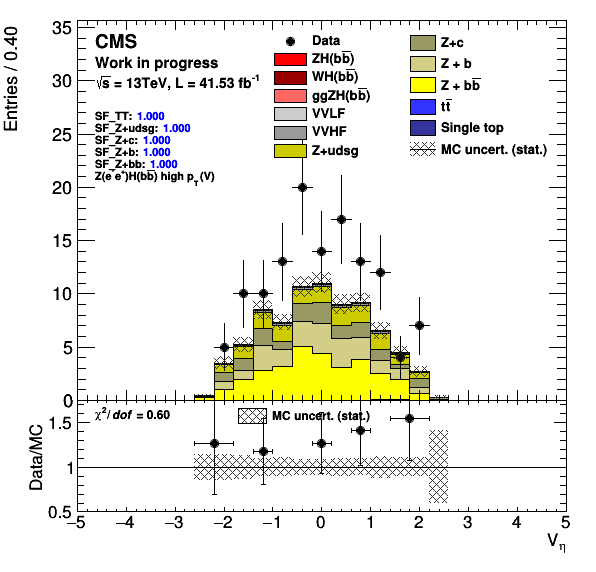 CMS
Work in progress
√s = 13TeV, L = 41.53 fb⁻¹
SF_TT: 1.000
SF_Z+udsg: 1.000
SF_Z+c: 1.000
SF_Z+b: 1.000
SF_Z+bb: 1.000
Z(e⁻e⁺)H(bb̅) high p_T(V)
Data
ZH(bb̅)
WH(bb̅)
ggZH(bb̅)
VVLF
VVHF
Z+udsg
Z+c
Z + b
Z + bb̅
tt̅
Single top
MC uncert. (stat.)
Entries / 0.40
35
30
25
20
15
10
5
0
χ²/dof = 0.60
MC uncert. (stat.)
Data/MC
1.5
1
0.5
−5 −4 −3 −2 −1 0 1 2 3 4 5
V_η